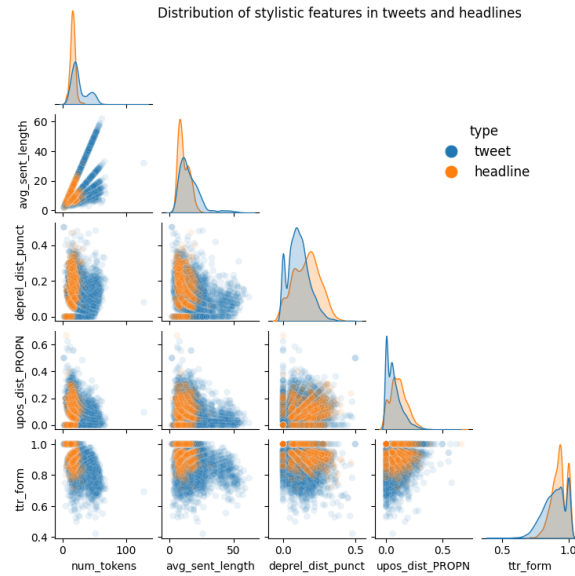 Distribution of stylistic features in tweets and headlines
type
tweet
headline
avg_sent_length
60
40
20
0
deprel_dist_punct
0.4
0.2
0.0
upos_dist_PROPN
0.6
0.4
0.2
0.0
ttr_form
1.0
0.8
0.6
0.4
0 100
num_tokens
0 50
avg_sent_length
0.0 0.5
deprel_dist_punct
0.0 0.5
upos_dist_PROPN
0.5 1.0
ttr_form